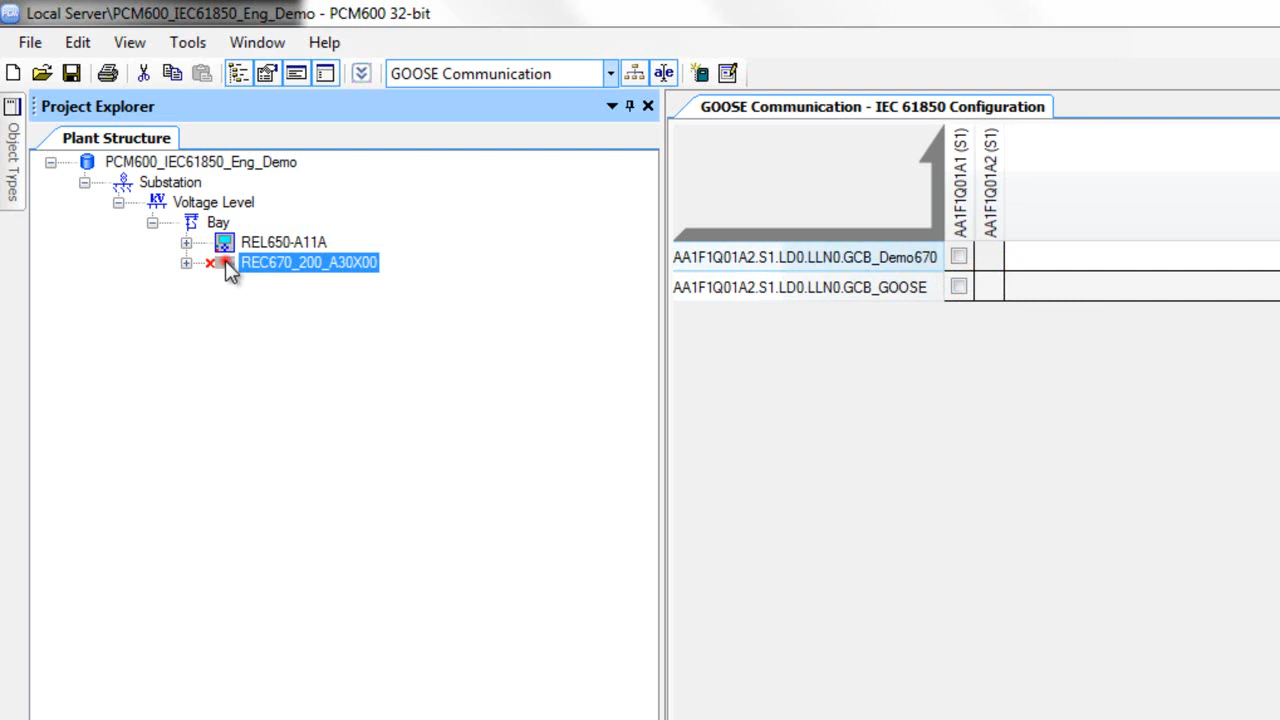 Local Server\PCM600_IEC61850_Eng_Demo - PCM600 32-bit
File Edit View Tools Window Help
GOOSE Communication
Project Explorer
GOOSE Communication - IEC 61850 Configuration
Object Types
Plant Structure
PCM600_IEC61850_Eng_Demo
Substation
Voltage Level
Bay
REL650-A11A
REC670_200_A30X00
AA1F1Q01A1 (S1)
AA1F1Q01A2 (S1)
AA1F1Q01A2.S1.LD0.LLN0.GCB_Demo670
AA1F1Q01A2.S1.LD0.LLN0.GCB_GOOSE